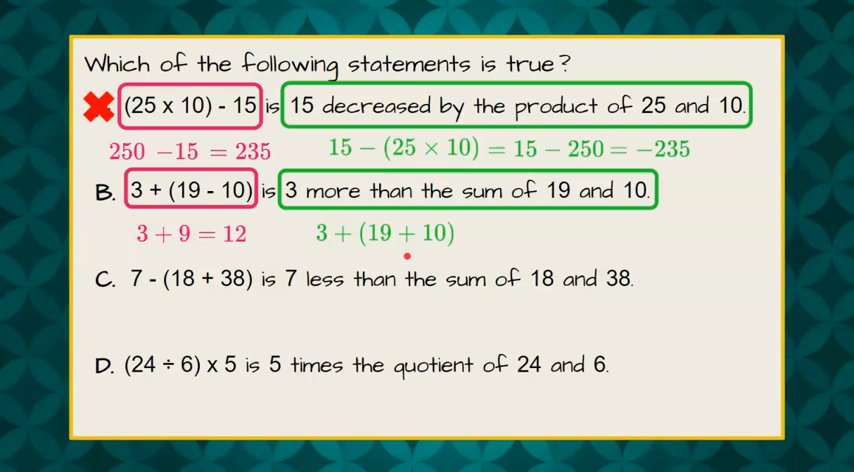 Which of the following statements is true?
(25 x 10) - 15 is 15 decreased by the product of 25 and 10.
250 - 15 = 235 15 - (25 × 10) = 15 - 250 = -235
B. 3 + (19 - 10) is 3 more than the sum of 19 and 10.
3 + 9 = 12 3 + (19 + 10)
C. 7 - (18 + 38) is 7 less than the sum of 18 and 38.
D. (24 ÷ 6) x 5 is 5 times the quotient of 24 and 6.